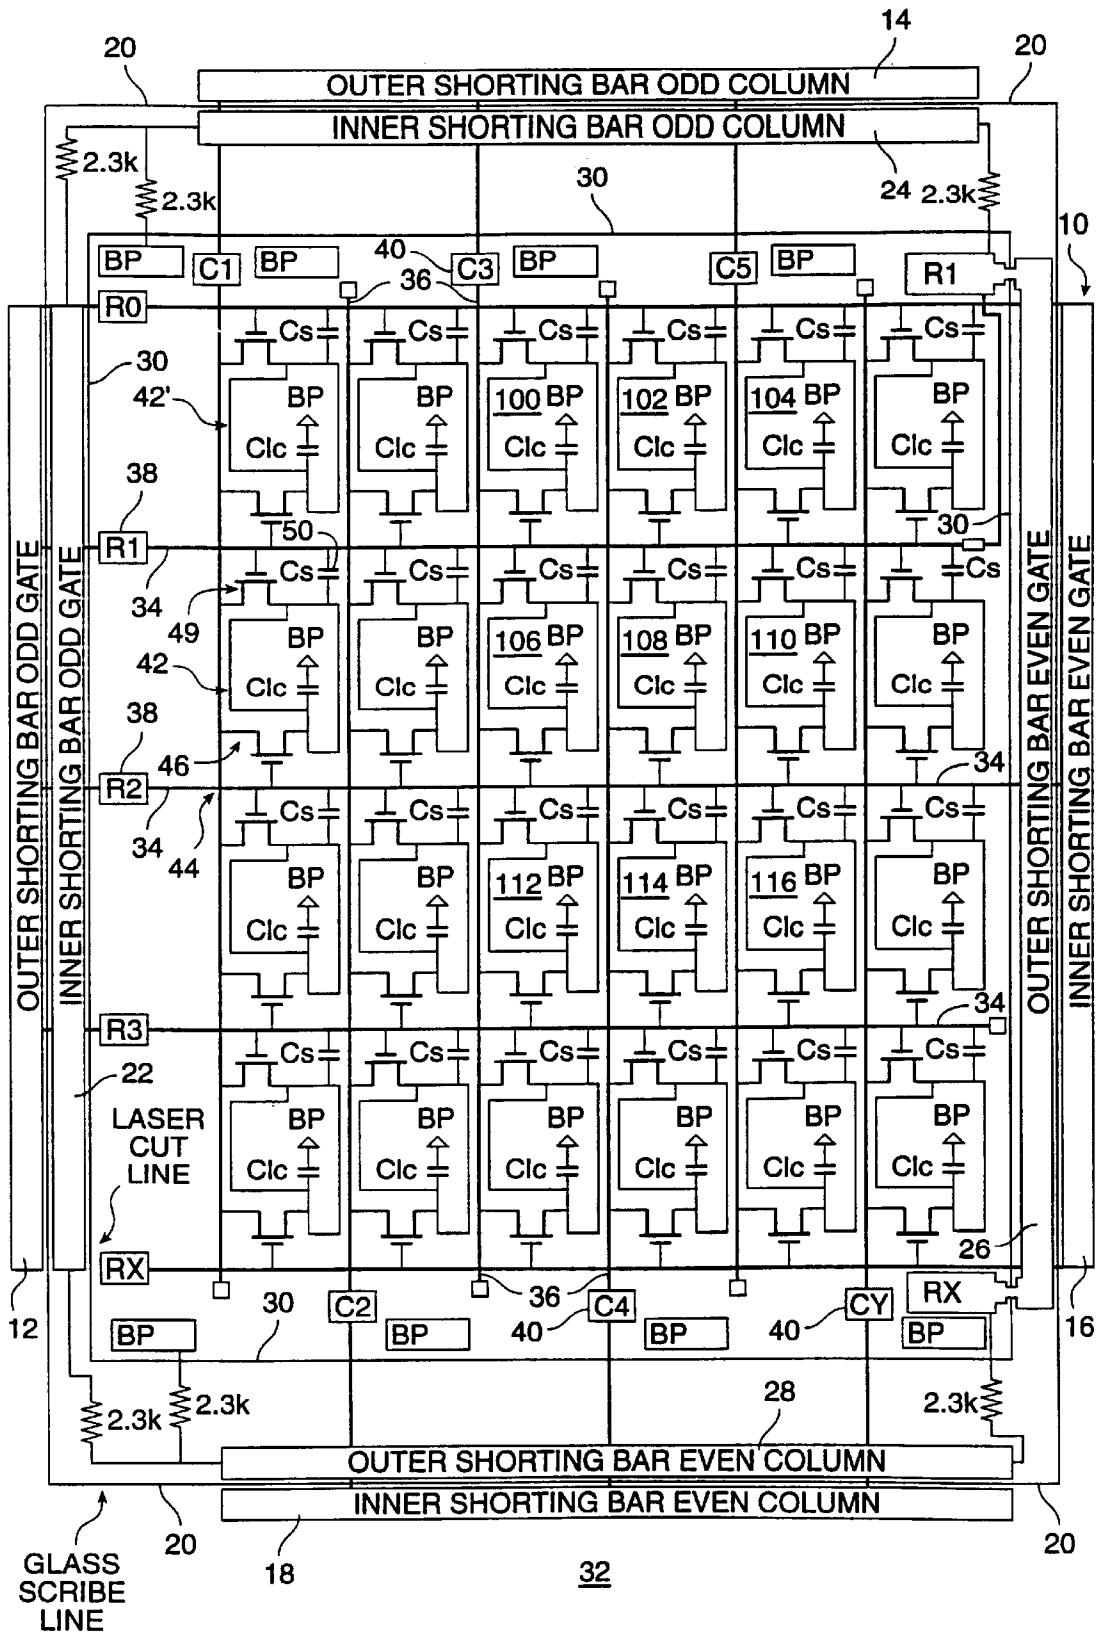 20
14
20
OUTER SHORTING BAR ODD COLUMN
INNER SHORTING BAR ODD COLUMN
2.3k
2.3k
30
24
2.3k
10
BP
C1
BP
40
C3
BP
C5
BP
R1
36
R0
Cs
Cs
Cs
Cs
Cs
Cs
30
42'
BP
BP
100
BP
102
BP
104
BP
BP
Clc
Clc
Clc
Clc
Clc
Clc
38
50
30
R1
34
Cs
Cs
Cs
Cs
Cs
Cs
49
42
BP
BP
106
BP
108
BP
110
BP
BP
Clc
Clc
Clc
Clc
Clc
Clc
38
46
34
R2
34
44
Cs
Cs
Cs
Cs
Cs
Cs
BP
BP
112
BP
114
BP
116
BP
BP
Clc
Clc
Clc
Clc
Clc
Clc
OUTER SHORTING BAR ODD GATE
INNER SHORTING BAR ODD GATE
OUTER SHORTING BAR EVEN GATE
INNER SHORTING BAR EVEN GATE
34
R3
22
Cs
Cs
Cs
Cs
Cs
Cs
LASER
CUT
LINE
BP
BP
BP
BP
BP
BP
Clc
Clc
Clc
Clc
Clc
Clc
26
RX
12
30
C2
36
40
C4
40
CY
RX
16
BP
BP
BP
BP
2.3k
2.3k
28
2.3k
OUTER SHORTING BAR EVEN COLUMN
INNER SHORTING BAR EVEN COLUMN
20
18
20
GLASS
SCRIBE
LINE
32